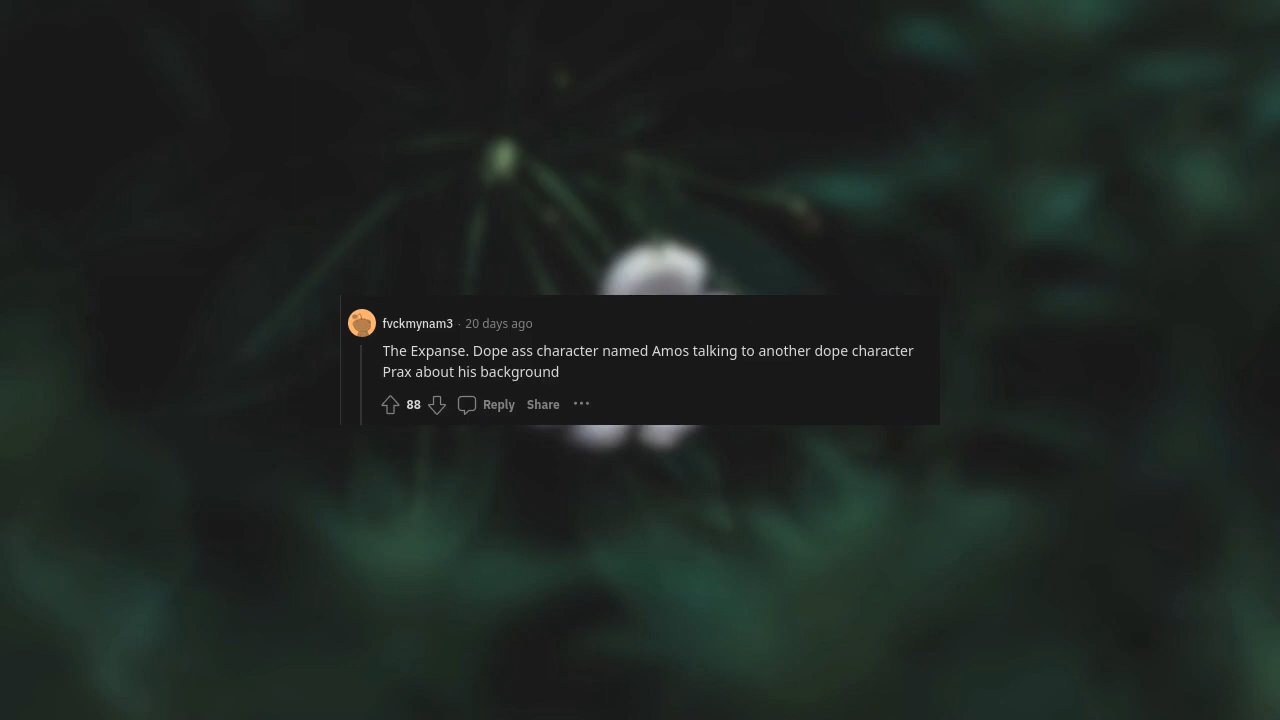 fvckmynam3 · 20 days ago
The Expanse. Dope ass character named Amos talking to another dope character
Prax about his background
88 Reply Share ...